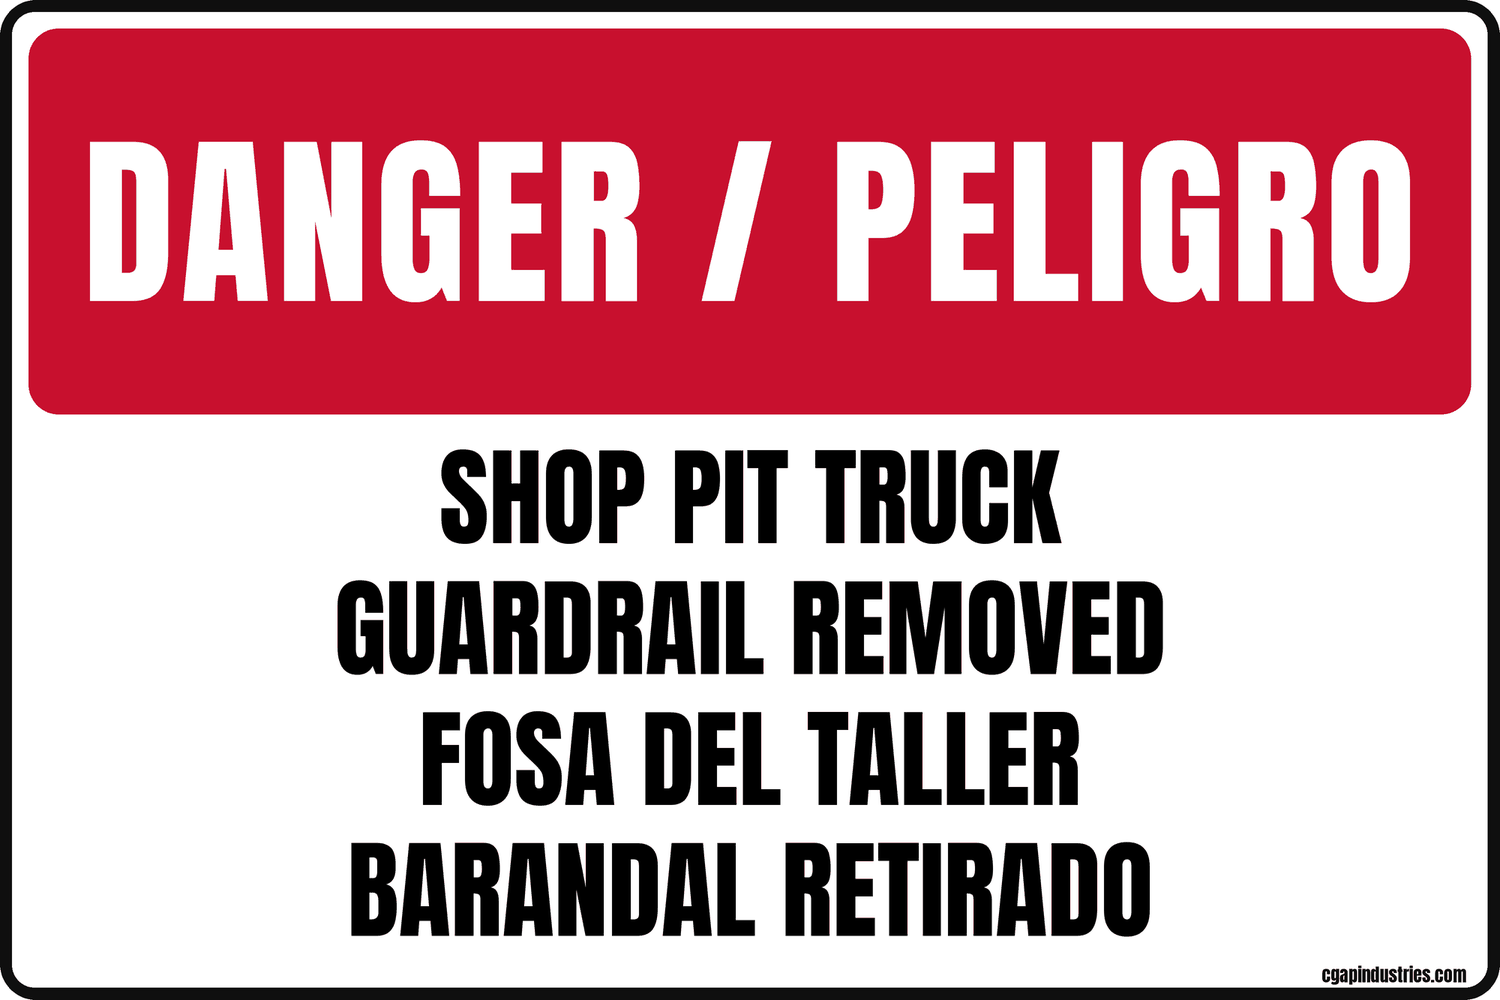 DANGER / PELIGRO
SHOP PIT TRUCK
GUARDRAIL REMOVED
FOSA DEL TALLER
BARANDAL RETIRADO
cgapindustries.com